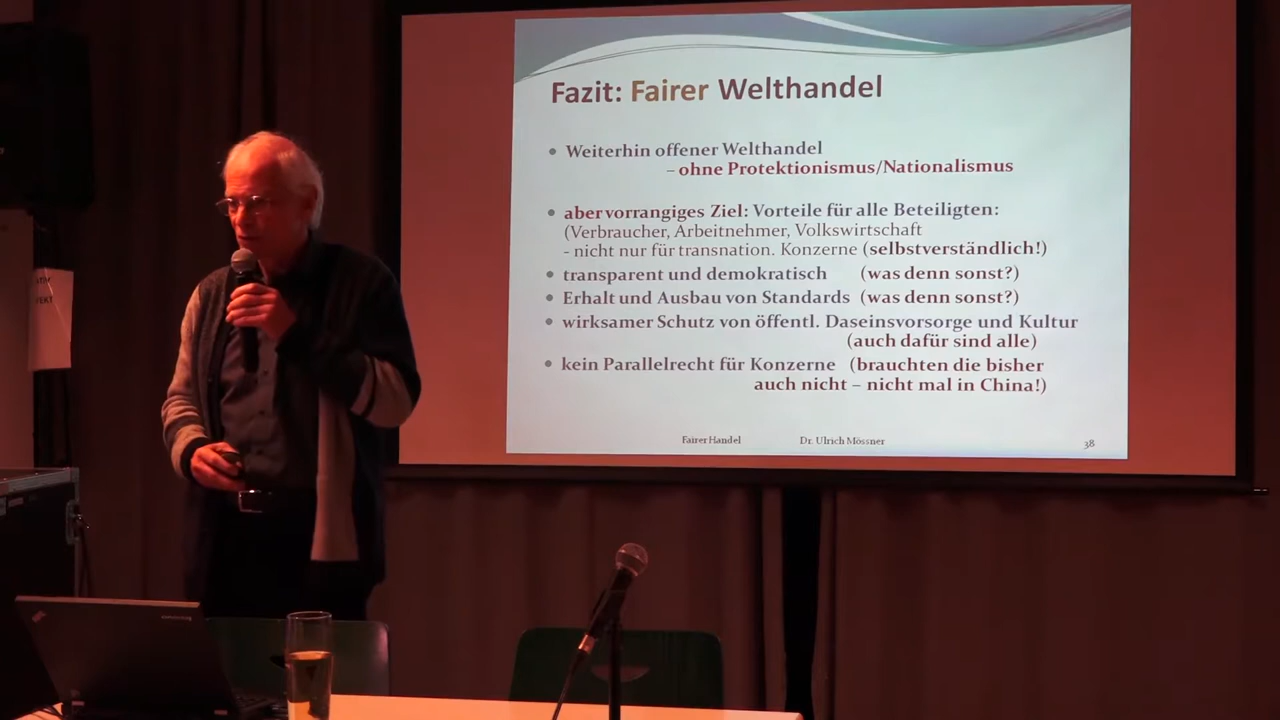 Fazit: Fairer Welthandel
• Weiterhin offener Welthandel
– ohne Protektionismus/Nationalismus
• aber vorrangiges Ziel: Vorteile für alle Beteiligten:
(Verbraucher, Arbeitnehmer, Volkswirtschaft
- nicht nur für transnation. Konzerne (selbstverständlich!)
• transparent und demokratisch (was denn sonst?)
• Erhalt und Ausbau von Standards (was denn sonst?)
• wirksamer Schutz von öffentl. Daseinsvorsorge und Kultur
(auch dafür sind alle)
• kein Parallelrecht für Konzerne (brauchten die bisher
auch nicht – nicht mal in China!)
Fairer Handel Dr. Ulrich Mössner 38